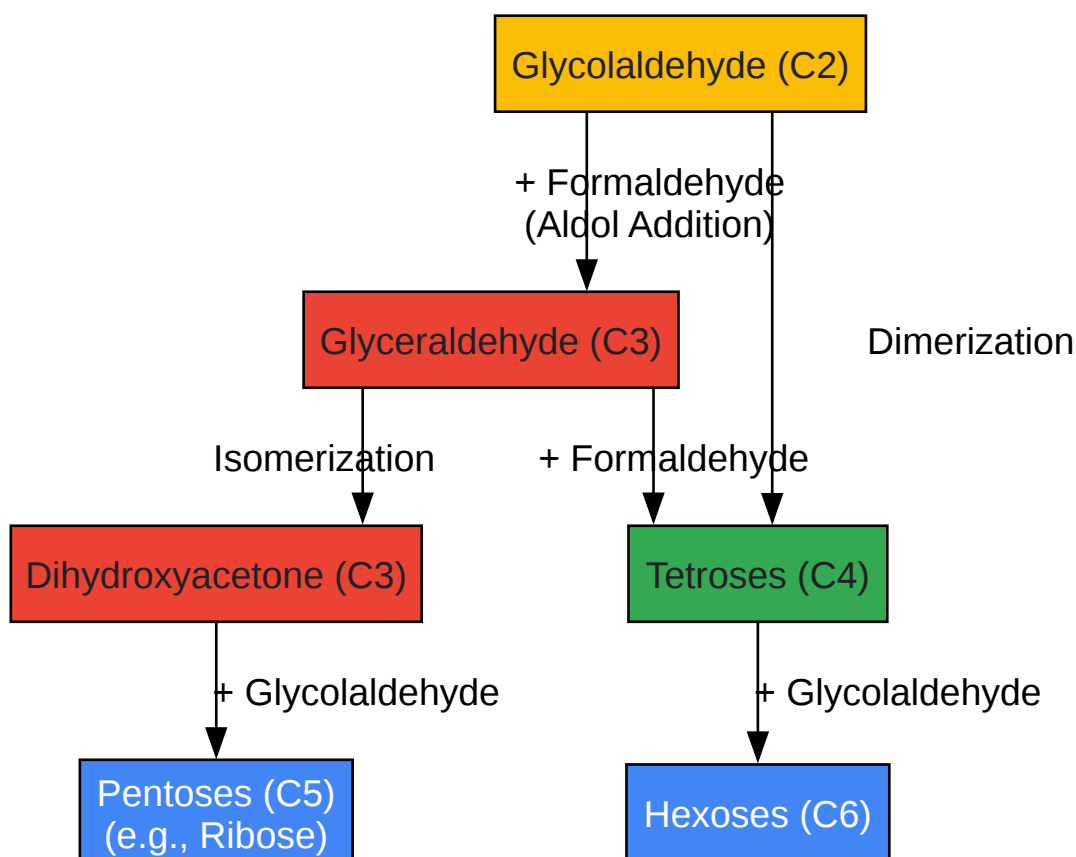 Glycolaldehyde (C2)
+ Formaldehyde
(Aldol Addition)
Glyceraldehyde (C3)
Dimerization
Isomerization
+ Formaldehyde
Dihydroxyacetone (C3)
Tetroses (C4)
+ Glycolaldehyde
+ Glycolaldehyde
Pentoses (C5)
(e.g., Ribose)
Hexoses (C6)